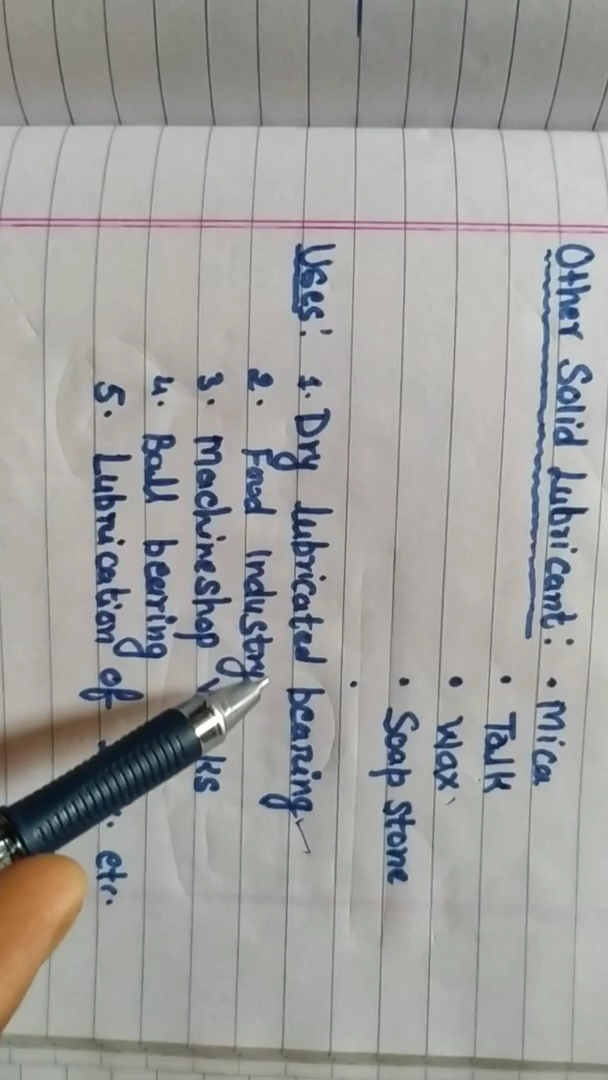 Other Solid Lubricant: • Mica
• Talk
• Wax
• Soap stone
•
Uses: 1. Dry lubricated bearing
2. Food Industry
3. Machineshop
4. Ball bearing
5. Lubrication of etc.